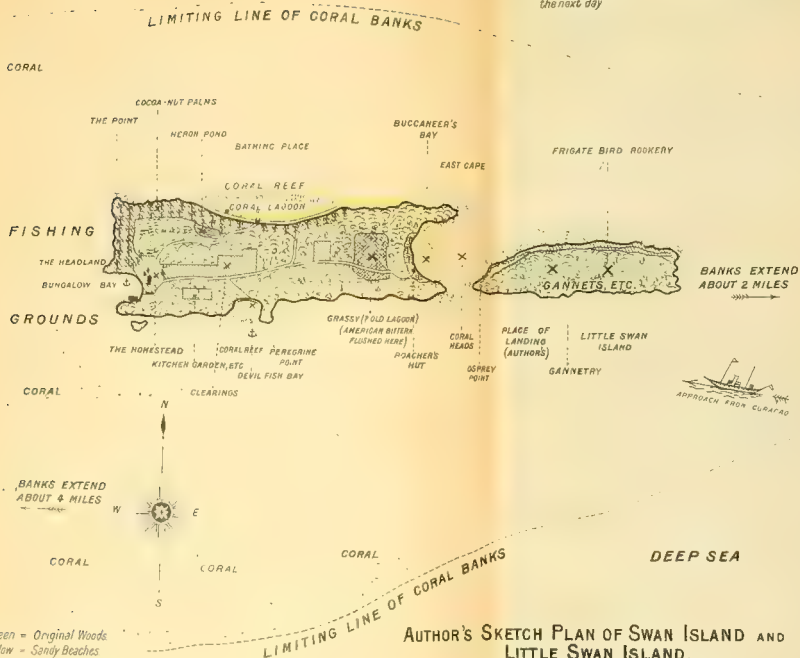 the next day
LIMITING LINE OF CORAL BANKS
CORAL
COCOA-NUT PALMS
THE POINT
HERON POND
BATHING PLACE
BUCCANEER'S
BAY
EAST CAPE
FRIGATE BIRD ROOKERY
CORAL REEF
CORAL LAGOON
FISHING
THE HEADLAND
BUNGALOW BAY
GROUNDS
GANNETS, ETC.
BANKS EXTEND
ABOUT 2 MILES
THE HOMESTEAD
KITCHEN GARDEN, ETC
CORAL REEF
PEREGRINE
POINT
DEVIL FISH BAY
CLEARINGS
GRASSY (? OLD LAGOON)
(AMERICAN BITTERN
FLUSHED HERE)
POACHER'S
HUT
CORAL
HEADS
OSPREY
POINT
PLACE OF
LANDING
(AUTHOR'S)
LITTLE SWAN
ISLAND
GANNETRY
APPROACH FROM CURACAO
CORAL
N
BANKS EXTEND
ABOUT 4 MILES
W
E
S
CORAL
CORAL
CORAL
DEEP SEA
LIMITING LINE OF CORAL BANKS
een = Original Woods
low = Sandy Beaches
AUTHOR'S SKETCH PLAN OF SWAN ISLAND AND
LITTLE SWAN ISLAND